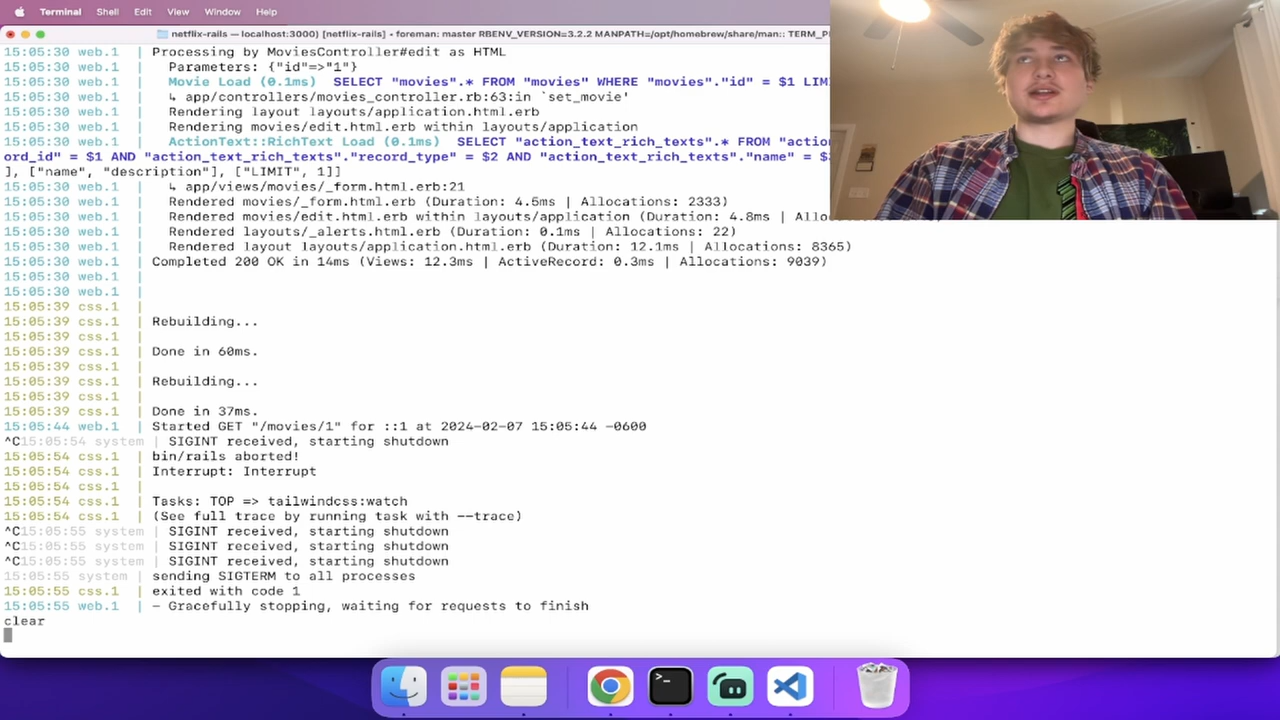 Terminal Shell Edit View Window Help
netflix-rails — localhost:3000) [netflix-rails] • foreman: master RBENV_VERSION=3.2.2 MANPATH=/opt/homebrew/share/man::
15:05:30 web.1 | Processing by MoviesController#edit as HTML
15:05:30 web.1 | Parameters: {"id"=>"1"}
15:05:30 web.1 | Movie Load (0.1ms) SELECT "movies".* FROM "movies" WHERE "movies"."id" = $1
15:05:30 web.1 | ↳ app/controllers/movies_controller.rb:63:in `set_movie'
15:05:30 web.1 | Rendering layout layouts/application.html.erb
15:05:30 web.1 | Rendering movies/edit.html.erb within layouts/application
15:05:30 web.1 | ActionText::RichText Load (0.1ms) SELECT "action_text_rich_texts".* FROM
ord_id" = $1 AND "action_text_rich_texts"."record_type" = $2 AND "action_text_rich_texts"."name" =
], ["name", "description"], ["LIMIT", 1]]
15:05:30 web.1 | ↳ app/views/movies/_form.html.erb:21
15:05:30 web.1 | Rendered movies/_form.html.erb (Duration: 4.5ms | Allocations: 2333)
15:05:30 web.1 | Rendered movies/edit.html.erb within layouts/application (Duration: 4.8ms |
15:05:30 web.1 | Rendered layouts/_alerts.html.erb (Duration: 0.1ms | Allocations: 22)
15:05:30 web.1 | Rendered layout layouts/application.html.erb (Duration: 12.1ms | Allocations: 8365)
15:05:30 web.1 | Completed 200 OK in 14ms (Views: 12.3ms | ActiveRecord: 0.3ms | Allocations: 9039)
15:05:30 web.1 |
15:05:30 web.1 |
15:05:39 css.1 |
15:05:39 css.1 | Rebuilding...
15:05:39 css.1 |
15:05:39 css.1 | Done in 60ms.
15:05:39 css.1 |
15:05:39 css.1 | Rebuilding...
15:05:39 css.1 |
15:05:39 css.1 | Done in 37ms.
15:05:44 web.1 | Started GET "/movies/1" for ::1 at 2024-02-07 15:05:44 -0600
^C15:05:54 system | SIGINT received, starting shutdown
15:05:54 css.1 | bin/rails aborted!
15:05:54 css.1 | Interrupt: Interrupt
15:05:54 css.1 |
15:05:54 css.1 | Tasks: TOP => tailwindcss:watch
15:05:54 css.1 | (See full trace by running task with --trace)
^C15:05:55 system | SIGINT received, starting shutdown
^C15:05:55 system | SIGINT received, starting shutdown
^C15:05:55 system | SIGINT received, starting shutdown
15:05:55 system | sending SIGTERM to all processes
15:05:55 css.1 | exited with code 1
15:05:55 web.1 | - Gracefully stopping, waiting for requests to finish
clear